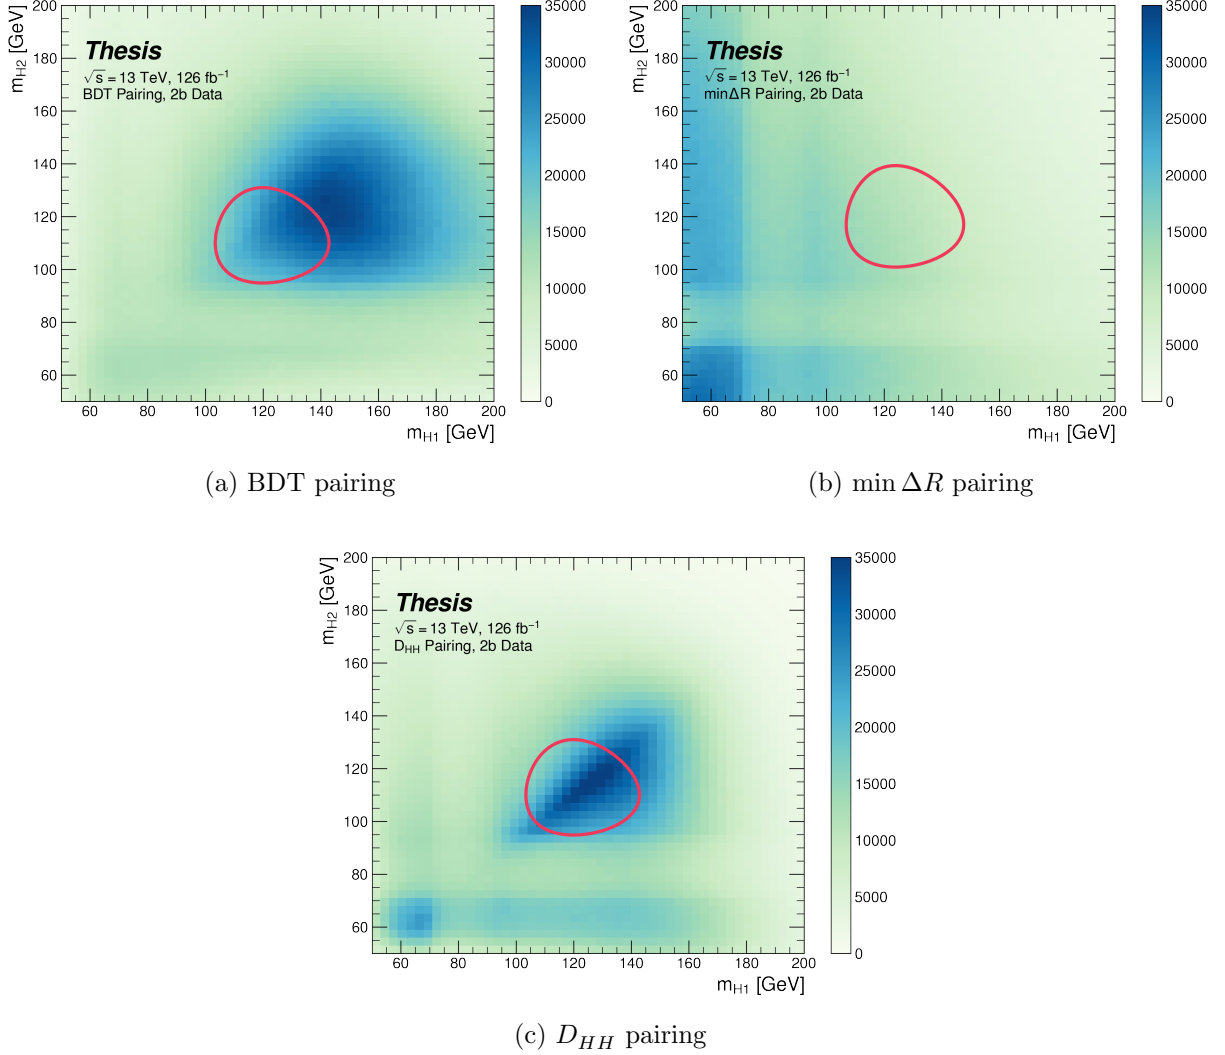 200
180
160
140
120
100
80
60
m_H2 [GeV]
Thesis
√s = 13 TeV, 126 fb⁻¹
BDT Pairing, 2b Data
60 80 100 120 140 160 180 200
m_H1 [GeV]
35000
30000
25000
20000
15000
10000
5000
0
(a) BDT pairing
200
180
160
140
120
100
80
60
m_H2 [GeV]
Thesis
√s = 13 TeV, 126 fb⁻¹
minΔR Pairing, 2b Data
60 80 100 120 140 160 180 200
m_H1 [GeV]
35000
30000
25000
20000
15000
10000
5000
0
(b) min ΔR pairing
200
180
160
140
120
100
80
60
m_H2 [GeV]
Thesis
√s = 13 TeV, 126 fb⁻¹
D_HH Pairing, 2b Data
60 80 100 120 140 160 180 200
m_H1 [GeV]
35000
30000
25000
20000
15000
10000
5000
0
(c) D_HH pairing